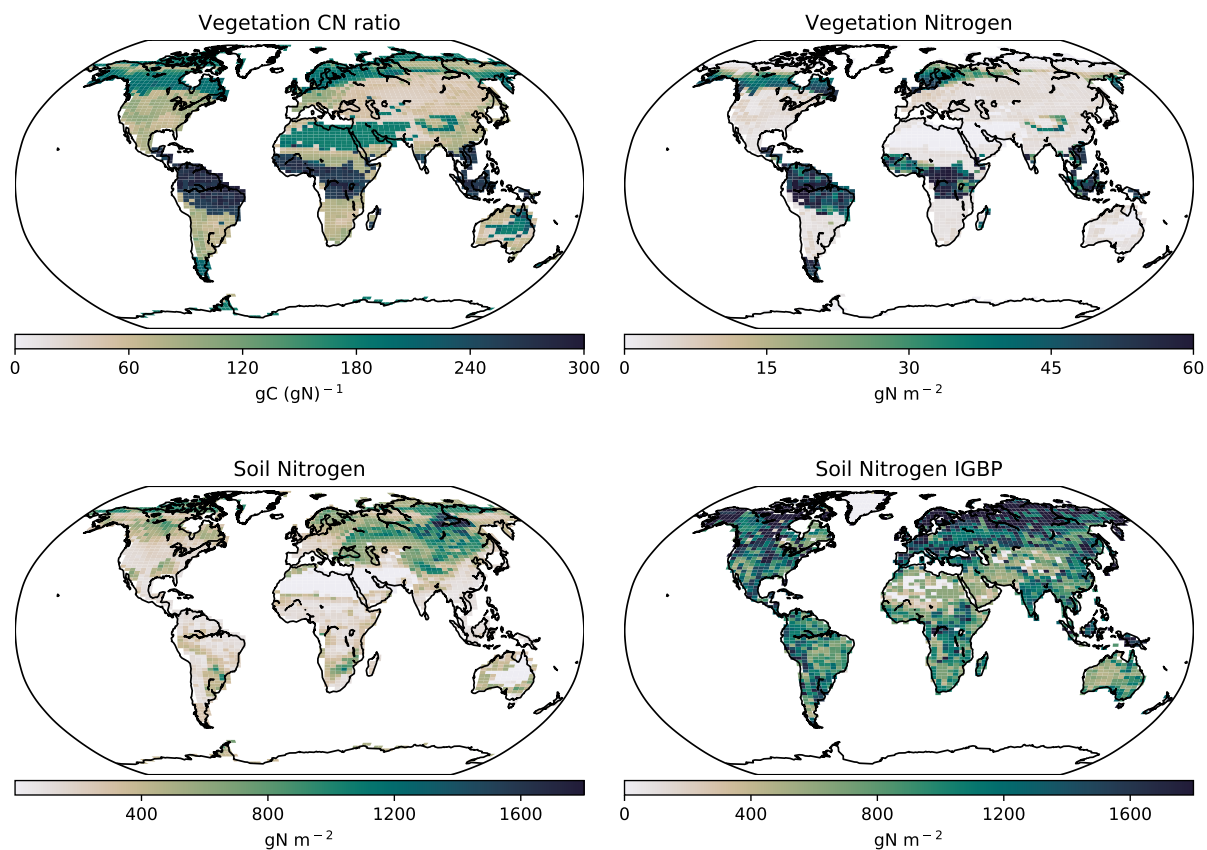 Vegetation CN ratio
Vegetation Nitrogen
0 60 120 180 240 300
gC (gN)⁻¹
0 15 30 45 60
gN m⁻²
Soil Nitrogen
Soil Nitrogen IGBP
400 800 1200 1600
gN m⁻²
0 400 800 1200 1600
gN m⁻²